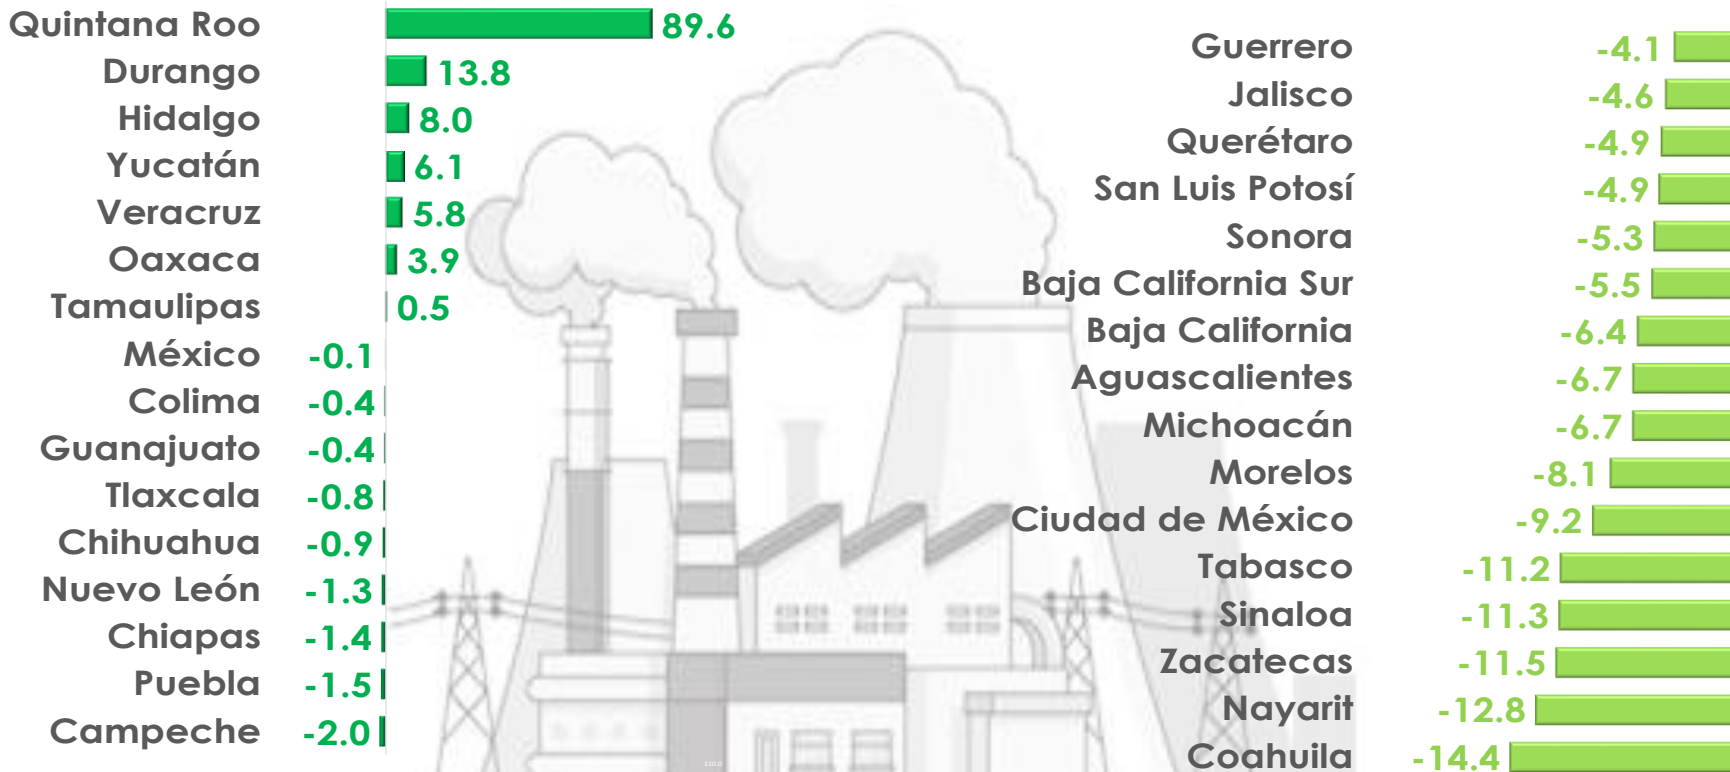 Quintana Roo 89.6
Durango 13.8
Hidalgo 8.0
Yucatán 6.1
Veracruz 5.8
Oaxaca 3.9
Tamaulipas 0.5
México -0.1
Colima -0.4
Guanajuato -0.4
Tlaxcala -0.8
Chihuahua -0.9
Nuevo León -1.3
Chiapas -1.4
Puebla -1.5
Campeche -2.0
110.0
Guerrero -4.1
Jalisco -4.6
Querétaro -4.9
San Luis Potosí -4.9
Sonora -5.3
Baja California Sur -5.5
Baja California -6.4
Aguascalientes -6.7
Michoacán -6.7
Morelos -8.1
Ciudad de México -9.2
Tabasco -11.2
Sinaloa -11.3
Zacatecas -11.5
Nayarit -12.8
Coahuila -14.4